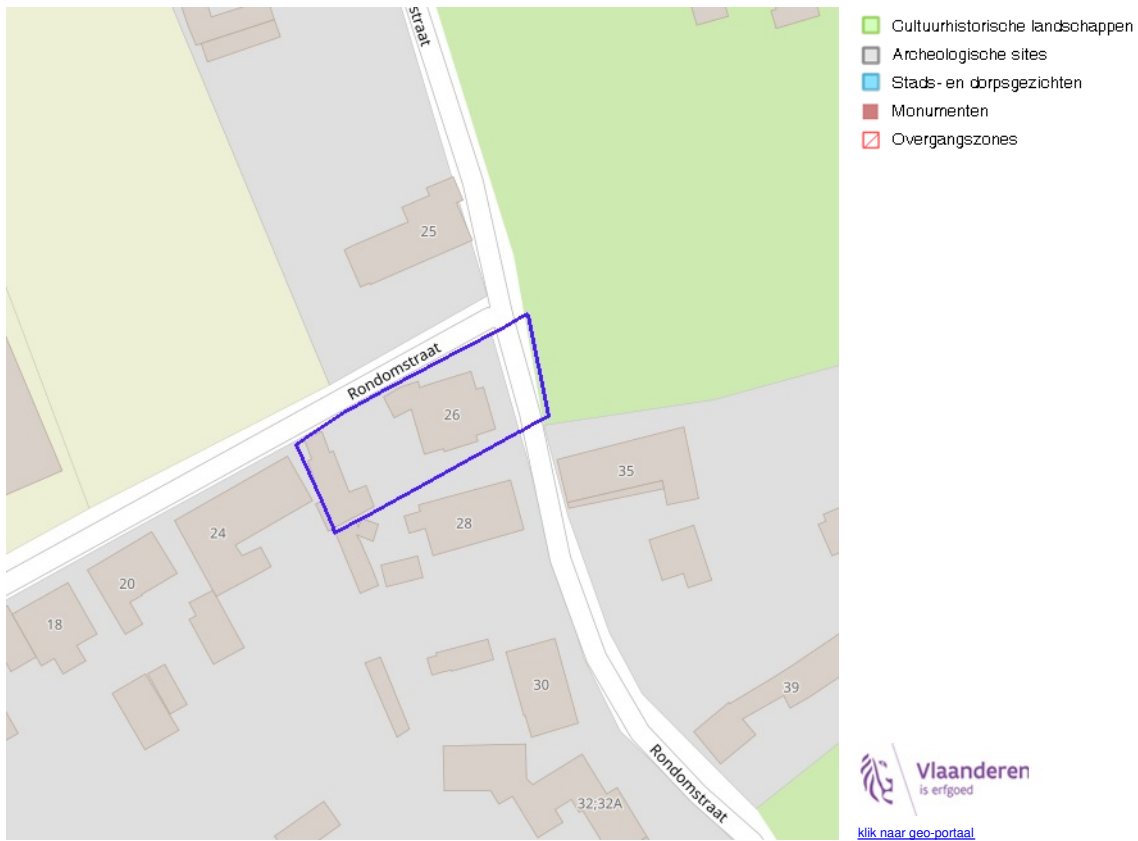 straat
Cultuurhistorische landschappen
Archeologische sites
Stads- en dorpsgezichten
Monumenten
Overgangszones
25
Rondomstraat
26
35
28
24
20
18
30
39
Rondomstraat
32;32A
Vlaanderen
is erfgoed
klik naar geo-portaal